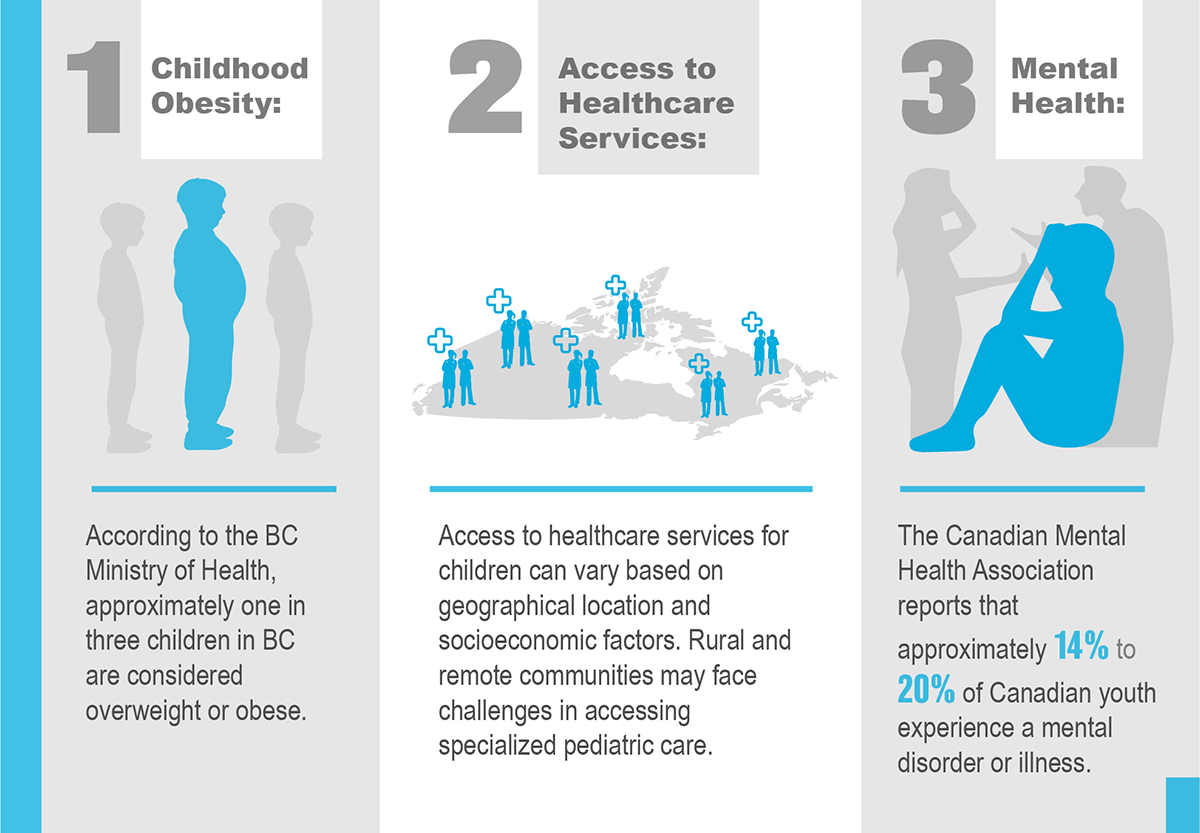 1
Childhood
Obesity:
According to the BC
Ministry of Health,
approximately one in
three children in BC
are considered
overweight or obese.
2
Access to
Healthcare
Services:
Access to healthcare services for
children can vary based on
geographical location and
socioeconomic factors. Rural and
remote communities may face
challenges in accessing
specialized pediatric care.
3
Mental
Health:
The Canadian Mental
Health Association
reports that
approximately 14% to
20% of Canadian youth
experience a mental
disorder or illness.